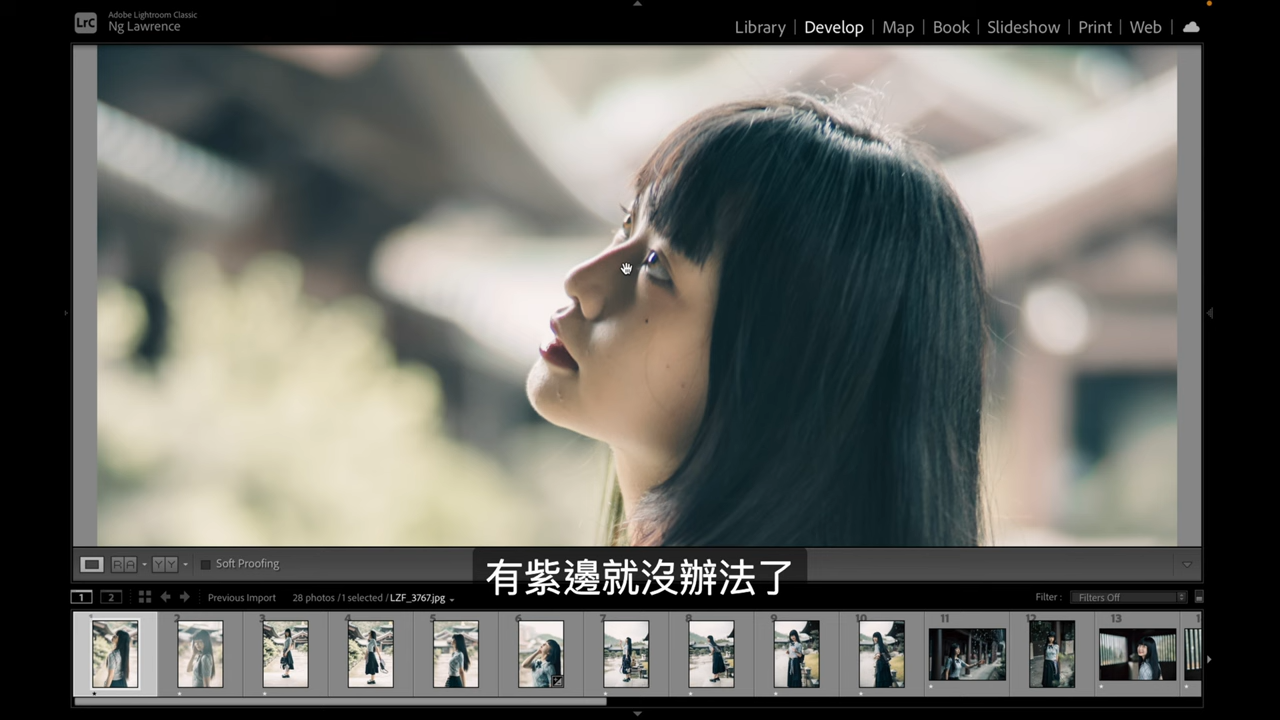 LrC
Adobe Lightroom Classic
Ng Lawrence
Library | Develop | Map | Book | Slideshow | Print | Web |
R A Y Y Soft Proofing
有紫邊就沒辦法了
1 2 Previous Import 28 photos / 1 selected / LZF_3767.jpg Filter : Filters Off
1 2 3 4 5 6 7 8 9 10 11 12 13